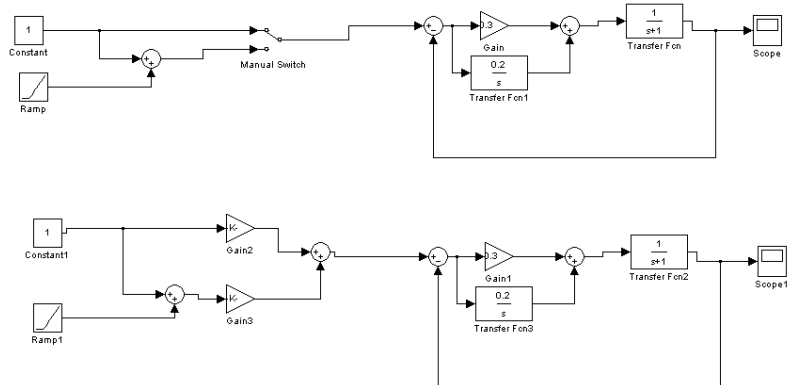 1
Constant
Ramp
+
+
Manual Switch
+
−
0.3
Gain
0.2
s
Transfer Fcn1
+
+
1
s+1
Transfer Fcn
Scope
1
Constant1
Ramp1
+
+
-K-
Gain2
-K-
Gain3
+
+
+
−
0.3
Gain1
0.2
s
Transfer Fcn3
+
+
1
s+1
Transfer Fcn2
Scope1